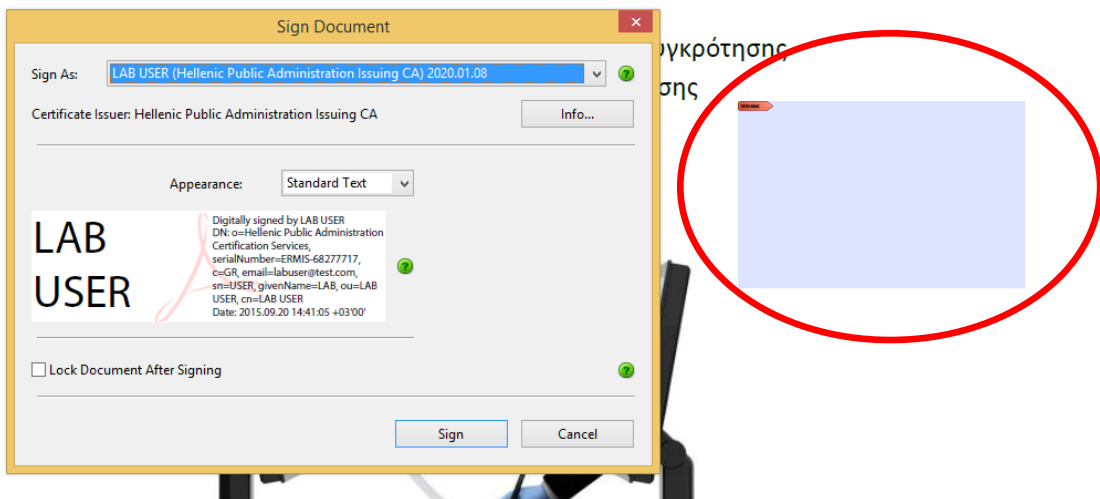 Sign Document
Sign As:
LAB USER (Hellenic Public Administration Issuing CA) 2020.01.08
Certificate Issuer: Hellenic Public Administration Issuing CA
Info...
Appearance:
Standard Text
LAB
USER
Digitally signed by LAB USER
DN: o=Hellenic Public Administration
Certification Services,
serialNumber=ERMIS-68277717,
c=GR, email=labuser@test.com,
sn=USER, givenName=LAB, ou=LAB
USER, cn=LAB USER
Date: 2015.09.20 14:41:05 +03'00'
Lock Document After Signing
Sign
Cancel
υγκρότησης
σης